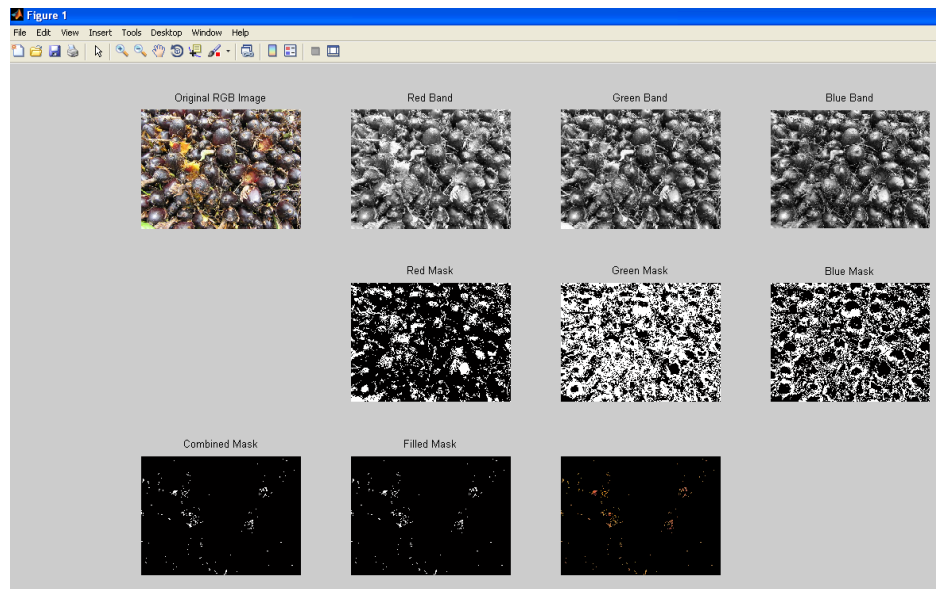 Figure 1
File Edit View Insert Tools Desktop Window Help
Original RGB Image Red Band Green Band Blue Band
Red Mask Green Mask Blue Mask
Combined Mask Filled Mask